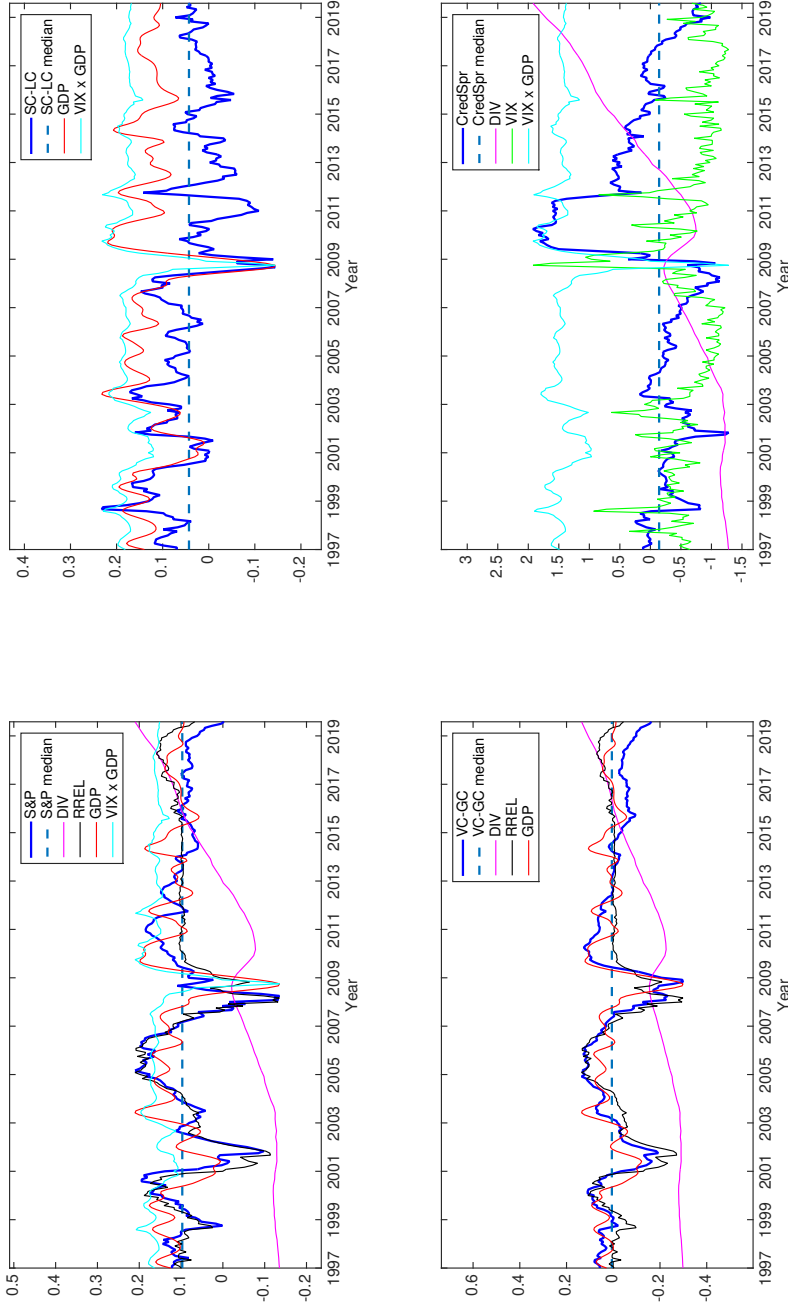 0.5
0.4
0.3
0.2
0.1
0
-0.1
-0.2
1997 1999 2001 2003 2005 2007 2009 2011 2013 2015 2017 2019
Year
S&P
S&P median
DIV
RREL
GDP
VIX x GDP
0.4
0.3
0.2
0.1
0
-0.1
-0.2
1997 1999 2001 2003 2005 2007 2009 2011 2013 2015 2017 2019
Year
SC-LC
SC-LC median
GDP
VIX x GDP
0.6
0.4
0.2
0
-0.2
-0.4
1997 1999 2001 2003 2005 2007 2009 2011 2013 2015 2017 2019
Year
VC-GC
VC-GC median
DIV
RREL
GDP
3
2.5
2
1.5
1
0.5
0
-0.5
-1
-1.5
1997 1999 2001 2003 2005 2007 2009 2011 2013 2015 2017 2019
Year
CredSpr
CredSpr median
DIV
VIX
VIX x GDP